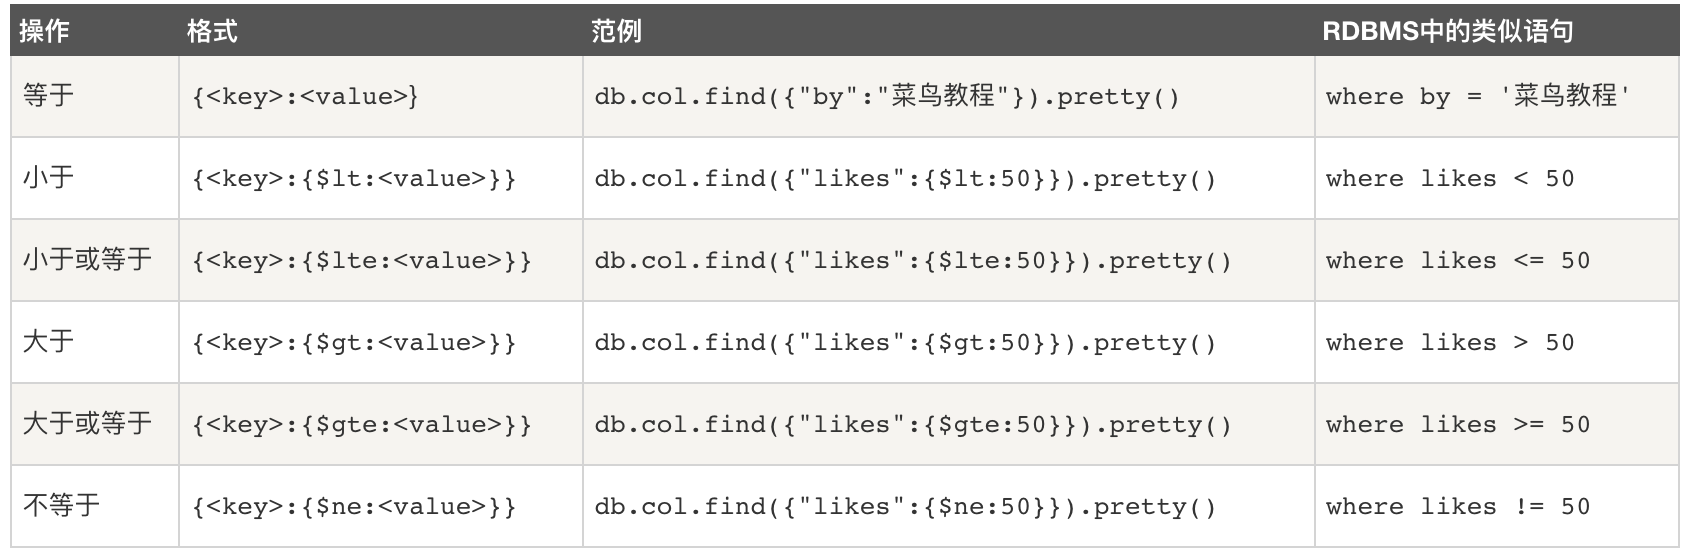 操作 格式 范例 RDBMS中的类似语句
等于 {<key>:<value>} db.col.find({"by":"菜鸟教程"}).pretty() where by = '菜鸟教程'
小于 {<key>:{$lt:<value>}} db.col.find({"likes":{$lt:50}}).pretty() where likes < 50
小于或等于 {<key>:{$lte:<value>}} db.col.find({"likes":{$lte:50}}).pretty() where likes <= 50
大于 {<key>:{$gt:<value>}} db.col.find({"likes":{$gt:50}}).pretty() where likes > 50
大于或等于 {<key>:{$gte:<value>}} db.col.find({"likes":{$gte:50}}).pretty() where likes >= 50
不等于 {<key>:{$ne:<value>}} db.col.find({"likes":{$ne:50}}).pretty() where likes != 50